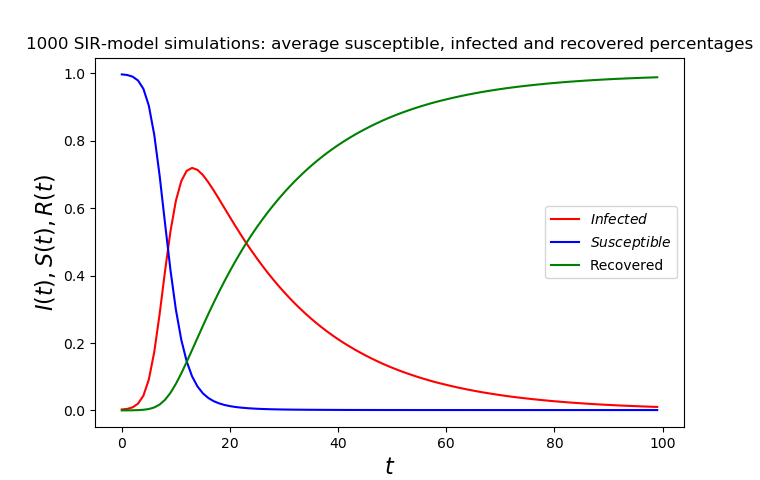 1000 SIR-model simulations: average susceptible, infected and recovered percentages
I(t), S(t), R(t)
1.0
0.8
0.6
0.4
0.2
0.0
Infected
Susceptible
Recovered
0 20 40 60 80 100
t